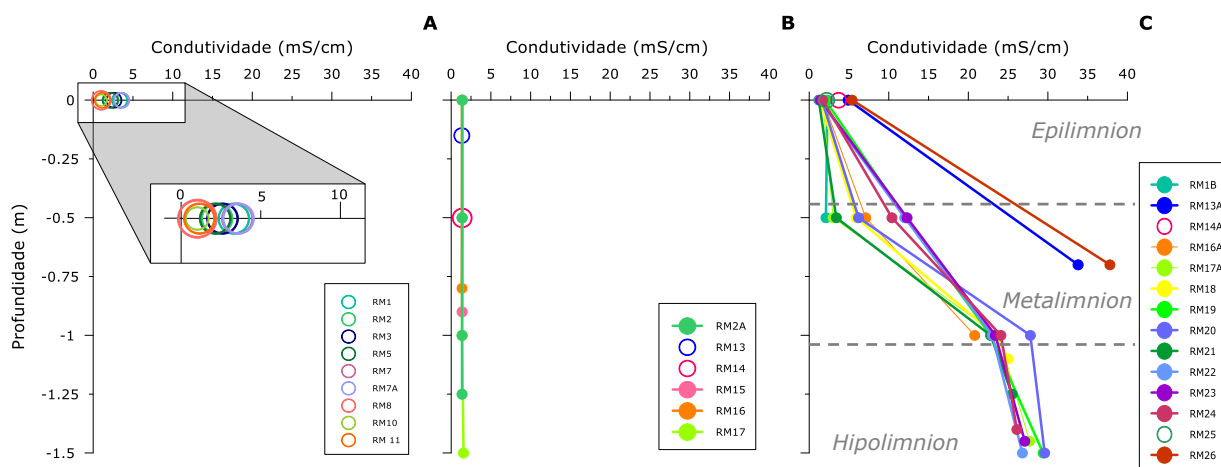 A
B
C
Condutividade (mS/cm)
Condutividade (mS/cm)
Condutividade (mS/cm)
0 5 10 15 20 25 30 35 40
0 5 10 15 20 25 30 35 40
0 5 10 15 20 25 30 35 40
Profundidade (m)
0
-0.25
-0.5
-0.75
-1
-1.25
-1.5
0 5 10
RM1
RM2
RM3
RM5
RM7
RM7A
RM8
RM10
RM 11
RM2A
RM13
RM14
RM15
RM16
RM17
Epilimnion
Metalimnion
Hipolimnion
RM1B
RM13A
RM14A
RM16A
RM17A
RM18
RM19
RM20
RM21
RM22
RM23
RM24
RM25
RM26